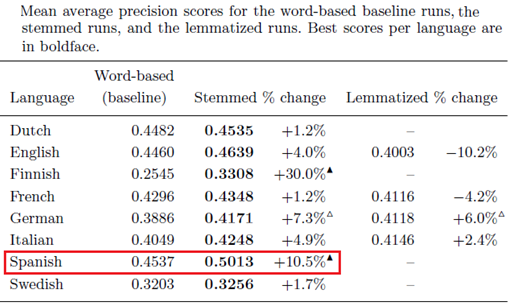 Mean average precision scores for the word-based baseline runs, the
stemmed runs, and the lemmatized runs. Best scores per language are
in boldface.
Word-based
Language (baseline) Stemmed % change Lemmatized % change
Dutch 0.4482 0.4535 +1.2% –
English 0.4460 0.4639 +4.0% 0.4003 −10.2%
Finnish 0.2545 0.3308 +30.0%▲ –
French 0.4296 0.4348 +1.2% 0.4116 −4.2%
German 0.3886 0.4171 +7.3%△ 0.4118 +6.0%△
Italian 0.4049 0.4248 +4.9% 0.4146 +2.4%
Spanish 0.4537 0.5013 +10.5%▲ –
Swedish 0.3203 0.3256 +1.7% –